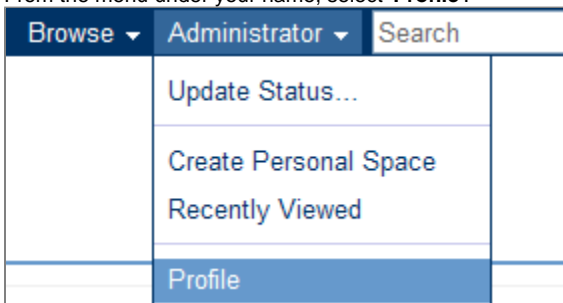 From the menu under your name, select 'Profile'.
Browse Administrator Search
Update Status...
Create Personal Space
Recently Viewed
Profile